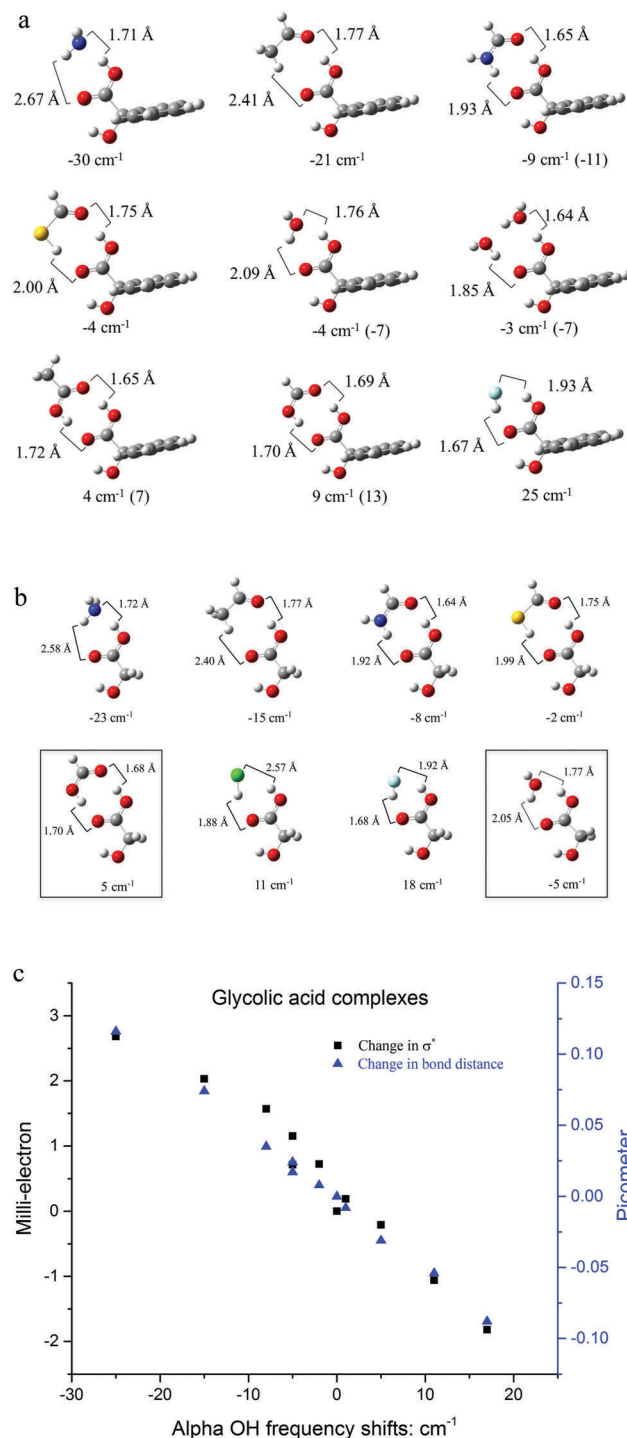 a
1.71 Å
1.77 Å
1.65 Å
2.67 Å
2.41 Å
1.93 Å
-30 cm⁻¹
-21 cm⁻¹
-9 cm⁻¹ (-11)
1.75 Å
1.76 Å
1.64 Å
2.00 Å
2.09 Å
1.85 Å
-4 cm⁻¹
-4 cm⁻¹ (-7)
-3 cm⁻¹ (-7)
1.65 Å
1.69 Å
1.93 Å
1.72 Å
1.70 Å
1.67 Å
4 cm⁻¹ (7)
9 cm⁻¹ (13)
25 cm⁻¹
b
1.72 Å
1.77 Å
1.64 Å
1.75 Å
2.58 Å
2.40 Å
1.92 Å
1.99 Å
-23 cm⁻¹
-15 cm⁻¹
-8 cm⁻¹
-2 cm⁻¹
1.68 Å
2.57 Å
1.92 Å
1.77 Å
1.70 Å
1.88 Å
1.68 Å
2.05 Å
5 cm⁻¹
11 cm⁻¹
18 cm⁻¹
-5 cm⁻¹
c
Glycolic acid complexes
Change in σ*
Change in bond distance
Milli-electron
3
2
1
0
-1
-2
0.15
0.10
0.05
0.00
-0.05
-0.10
Picometer
-30
-20
-10
0
10
20
Alpha OH frequency shifts: cm⁻¹